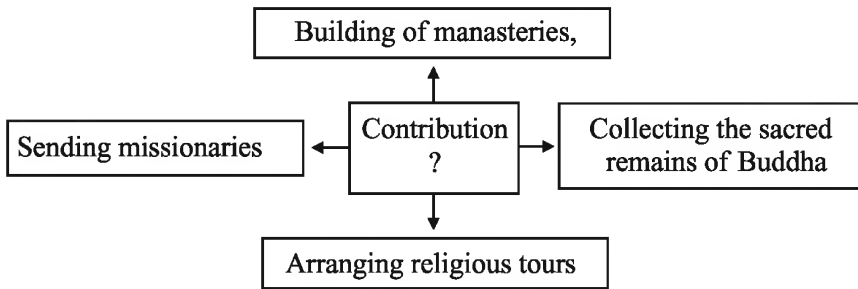 Building of manasteries,
Sending missionaries
Contribution
?
Collecting the sacred
remains of Buddha
Arranging religious tours